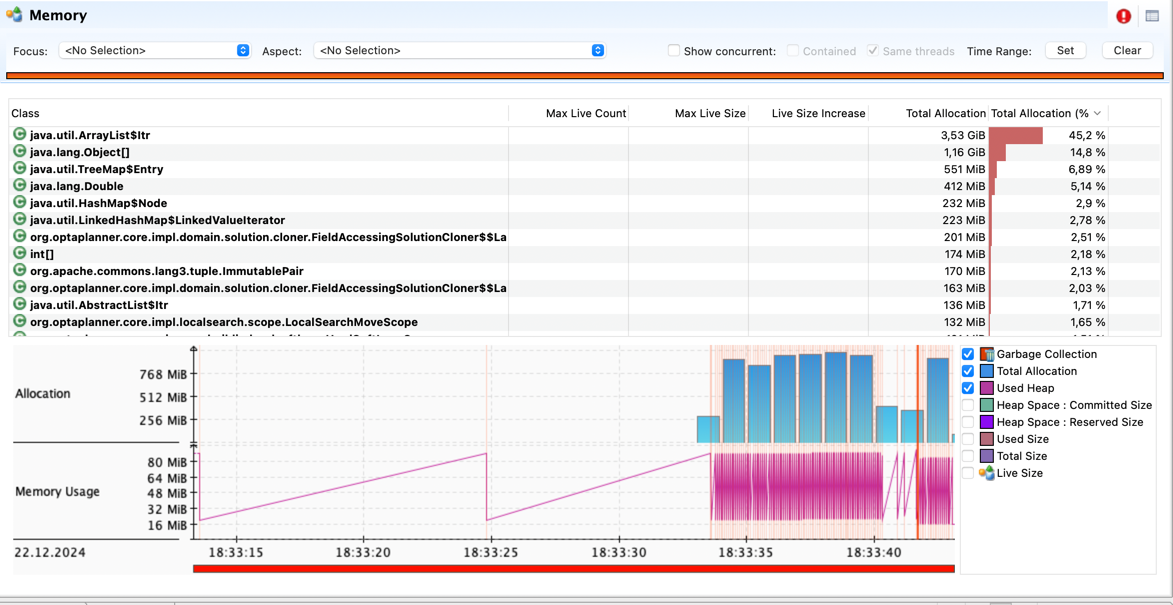 Memory
Focus: <No Selection> Aspect: <No Selection> Show concurrent: Contained Same threads Time Range: Set Clear
Class Max Live Count Max Live Size Live Size Increase Total Allocation Total Allocation (%
java.util.ArrayList$Itr 3,53 GiB 45,2 %
java.lang.Object[] 1,16 GiB 14,8 %
java.util.TreeMap$Entry 551 MiB 6,89 %
java.lang.Double 412 MiB 5,14 %
java.util.HashMap$Node 232 MiB 2,9 %
java.util.LinkedHashMap$LinkedValueIterator 223 MiB 2,78 %
org.optaplanner.core.impl.domain.solution.cloner.FieldAccessingSolutionCloner$$La 201 MiB 2,51 %
int[] 174 MiB 2,18 %
org.apache.commons.lang3.tuple.ImmutablePair 170 MiB 2,13 %
org.optaplanner.core.impl.domain.solution.cloner.FieldAccessingSolutionCloner$$La 163 MiB 2,03 %
java.util.AbstractList$Itr 136 MiB 1,71 %
org.optaplanner.core.impl.localsearch.scope.LocalSearchMoveScope 132 MiB 1,65 %
Allocation
768 MiB
512 MiB
256 MiB
Memory Usage
80 MiB
64 MiB
48 MiB
32 MiB
16 MiB
22.12.2024 18:33:15 18:33:20 18:33:25 18:33:30 18:33:35 18:33:40
Garbage Collection
Total Allocation
Used Heap
Heap Space : Committed Size
Heap Space : Reserved Size
Used Size
Total Size
Live Size